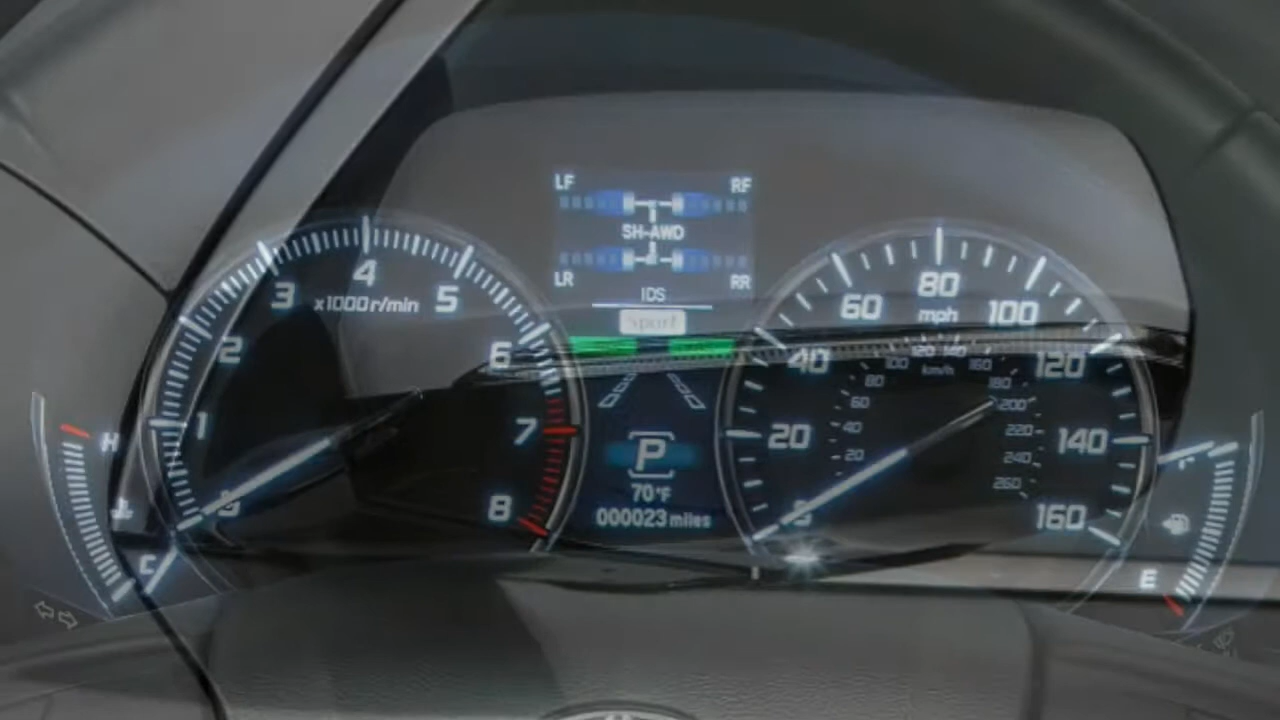 LF RF
SH-AWD
LR RR
IDS
Sport
0 1 2 3 4 5 6 7 8
x1000 r/min
0 20 40 60 80 100 120 140 160
mph
20 40 60 80 100 120 140 160 180 200 220 240 260
km/h
H
C
P
70°F
000023 miles
F
E